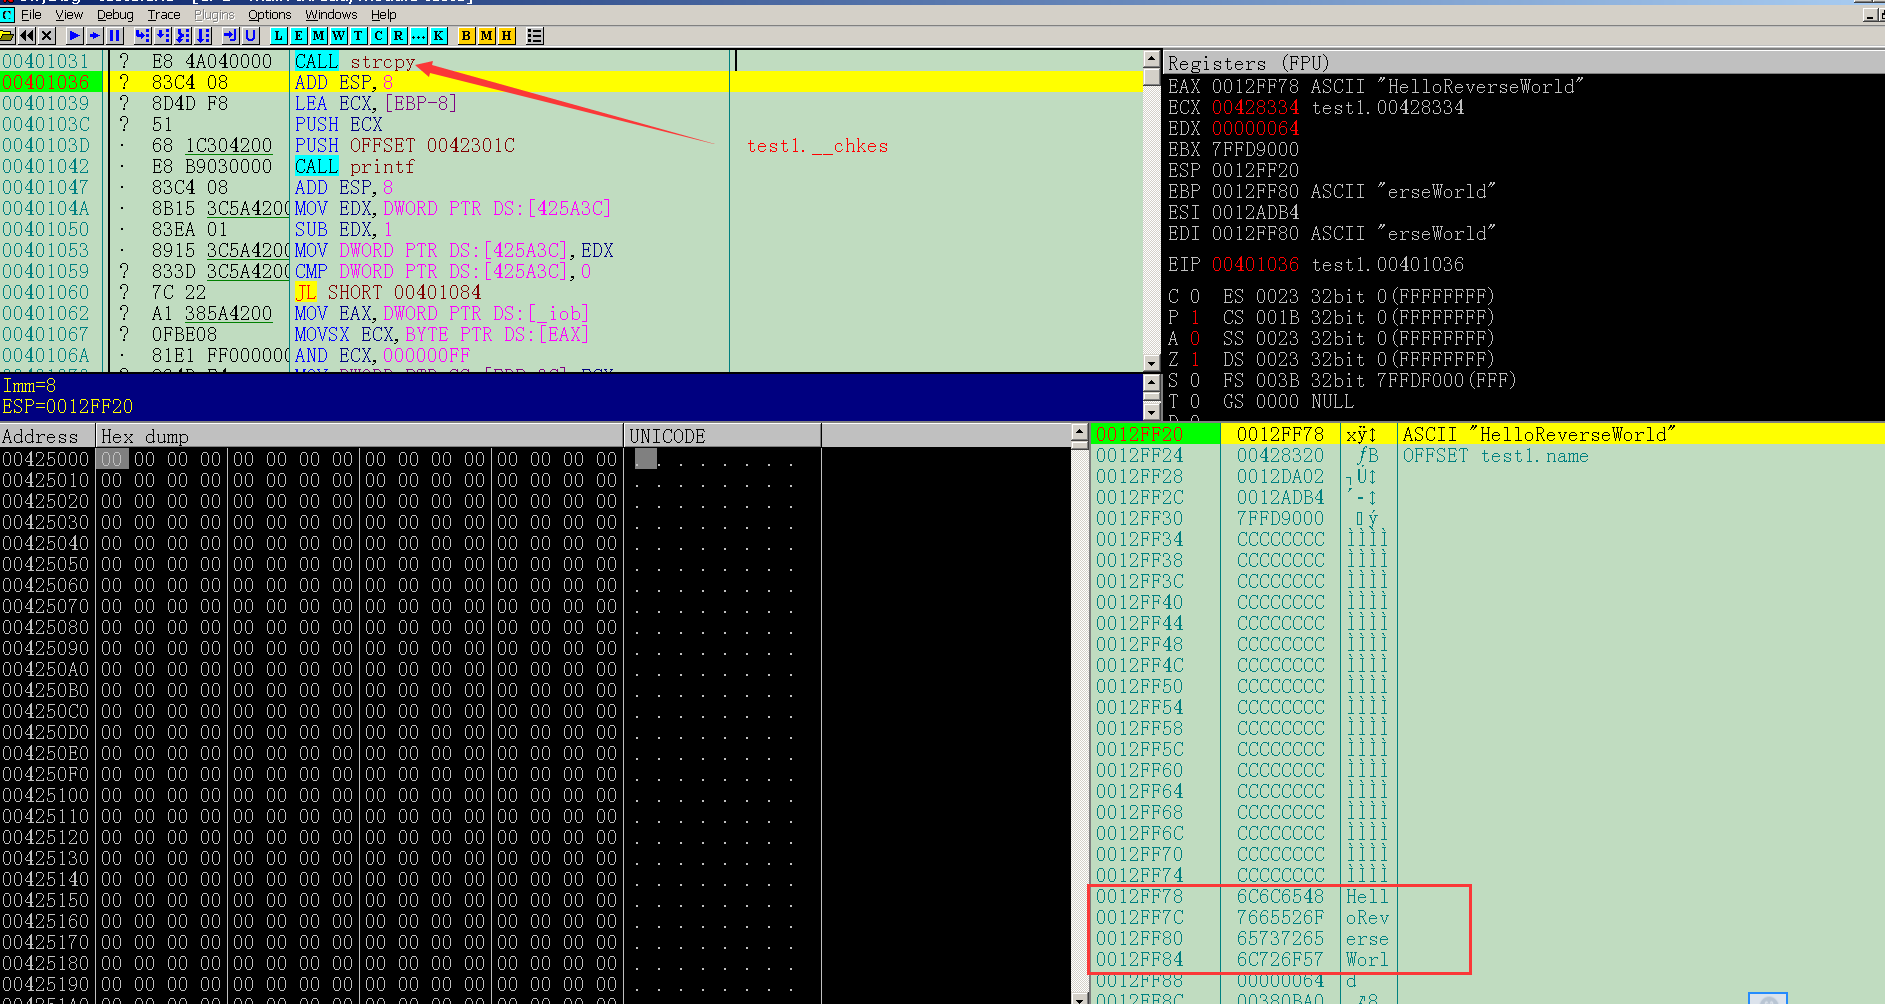 File View Debug Trace Plugins Options Windows Help
L E M W T C R ... K B M H
00401031 ? E8 4A040000 CALL strcpy
00401036 ? 83C4 08 ADD ESP,8
00401039 ? 8D4D F8 LEA ECX,[EBP-8]
0040103C ? 51 PUSH ECX
0040103D · 68 1C304200 PUSH OFFSET 0042301C test1.__chkes
00401042 · E8 B9030000 CALL printf
00401047 · 83C4 08 ADD ESP,8
0040104A · 8B15 3C5A4200 MOV EDX,DWORD PTR DS:[425A3C]
00401050 · 83EA 01 SUB EDX,1
00401053 · 8915 3C5A4200 MOV DWORD PTR DS:[425A3C],EDX
00401059 ? 833D 3C5A4200 CMP DWORD PTR DS:[425A3C],0
00401060 ? 7C 22 JL SHORT 00401084
00401062 ? A1 385A4200 MOV EAX,DWORD PTR DS:[_iob]
00401067 ? 0FBE08 MOVSX ECX,BYTE PTR DS:[EAX]
0040106A · 81E1 FF000000 AND ECX,000000FF
Imm=8
ESP=0012FF20
Registers (FPU)
EAX 0012FF78 ASCII "HelloReverseWorld"
ECX 00428334 test1.00428334
EDX 00000064
EBX 7FFD9000
ESP 0012FF20
EBP 0012FF80 ASCII "erseWorld"
ESI 0012ADB4
EDI 0012FF80 ASCII "erseWorld"
EIP 00401036 test1.00401036
C 0 ES 0023 32bit 0(FFFFFFFF)
P 1 CS 001B 32bit 0(FFFFFFFF)
A 0 SS 0023 32bit 0(FFFFFFFF)
Z 1 DS 0023 32bit 0(FFFFFFFF)
S 0 FS 003B 32bit 7FFDF000(FFF)
T 0 GS 0000 NULL
Address Hex dump UNICODE
00425000 00 00 00 00 00 00 00 00 00 00 00 00 00 00 00 00 . . . . . . . .
00425010 00 00 00 00 00 00 00 00 00 00 00 00 00 00 00 00 . . . . . . . .
00425020 00 00 00 00 00 00 00 00 00 00 00 00 00 00 00 00 . . . . . . . .
00425030 00 00 00 00 00 00 00 00 00 00 00 00 00 00 00 00 . . . . . . . .
00425040 00 00 00 00 00 00 00 00 00 00 00 00 00 00 00 00 . . . . . . . .
00425050 00 00 00 00 00 00 00 00 00 00 00 00 00 00 00 00 . . . . . . . .
00425060 00 00 00 00 00 00 00 00 00 00 00 00 00 00 00 00 . . . . . . . .
00425070 00 00 00 00 00 00 00 00 00 00 00 00 00 00 00 00 . . . . . . . .
00425080 00 00 00 00 00 00 00 00 00 00 00 00 00 00 00 00 . . . . . . . .
00425090 00 00 00 00 00 00 00 00 00 00 00 00 00 00 00 00 . . . . . . . .
004250A0 00 00 00 00 00 00 00 00 00 00 00 00 00 00 00 00 . . . . . . . .
004250B0 00 00 00 00 00 00 00 00 00 00 00 00 00 00 00 00 . . . . . . . .
004250C0 00 00 00 00 00 00 00 00 00 00 00 00 00 00 00 00 . . . . . . . .
004250D0 00 00 00 00 00 00 00 00 00 00 00 00 00 00 00 00 . . . . . . . .
004250E0 00 00 00 00 00 00 00 00 00 00 00 00 00 00 00 00 . . . . . . . .
004250F0 00 00 00 00 00 00 00 00 00 00 00 00 00 00 00 00 . . . . . . . .
00425100 00 00 00 00 00 00 00 00 00 00 00 00 00 00 00 00 . . . . . . . .
00425110 00 00 00 00 00 00 00 00 00 00 00 00 00 00 00 00 . . . . . . . .
00425120 00 00 00 00 00 00 00 00 00 00 00 00 00 00 00 00 . . . . . . . .
00425130 00 00 00 00 00 00 00 00 00 00 00 00 00 00 00 00 . . . . . . . .
00425140 00 00 00 00 00 00 00 00 00 00 00 00 00 00 00 00 . . . . . . . .
00425150 00 00 00 00 00 00 00 00 00 00 00 00 00 00 00 00 . . . . . . . .
00425160 00 00 00 00 00 00 00 00 00 00 00 00 00 00 00 00 . . . . . . . .
00425170 00 00 00 00 00 00 00 00 00 00 00 00 00 00 00 00 . . . . . . . .
00425180 00 00 00 00 00 00 00 00 00 00 00 00 00 00 00 00 . . . . . . . .
00425190 00 00 00 00 00 00 00 00 00 00 00 00 00 00 00 00 . . . . . . . .
0012FF20 0012FF78 xÿ↕ ASCII "HelloReverseWorld"
0012FF24 00428320 ƒB OFFSET test1.name
0012FF28 0012DA02 ┐Ú↕
0012FF2C 0012ADB4 ´-↕
0012FF30 7FFD9000 ý
0012FF34 CCCCCCCC ÌÌÌÌ
0012FF38 CCCCCCCC ÌÌÌÌ
0012FF3C CCCCCCCC ÌÌÌÌ
0012FF40 CCCCCCCC ÌÌÌÌ
0012FF44 CCCCCCCC ÌÌÌÌ
0012FF48 CCCCCCCC ÌÌÌÌ
0012FF4C CCCCCCCC ÌÌÌÌ
0012FF50 CCCCCCCC ÌÌÌÌ
0012FF54 CCCCCCCC ÌÌÌÌ
0012FF58 CCCCCCCC ÌÌÌÌ
0012FF5C CCCCCCCC ÌÌÌÌ
0012FF60 CCCCCCCC ÌÌÌÌ
0012FF64 CCCCCCCC ÌÌÌÌ
0012FF68 CCCCCCCC ÌÌÌÌ
0012FF6C CCCCCCCC ÌÌÌÌ
0012FF70 CCCCCCCC ÌÌÌÌ
0012FF74 CCCCCCCC ÌÌÌÌ
0012FF78 6C6C6548 Hell
0012FF7C 7665526F oRev
0012FF80 65737265 erse
0012FF84 6C726F57 Worl
0012FF88 00000064 d
0012FF8C 00380BA0